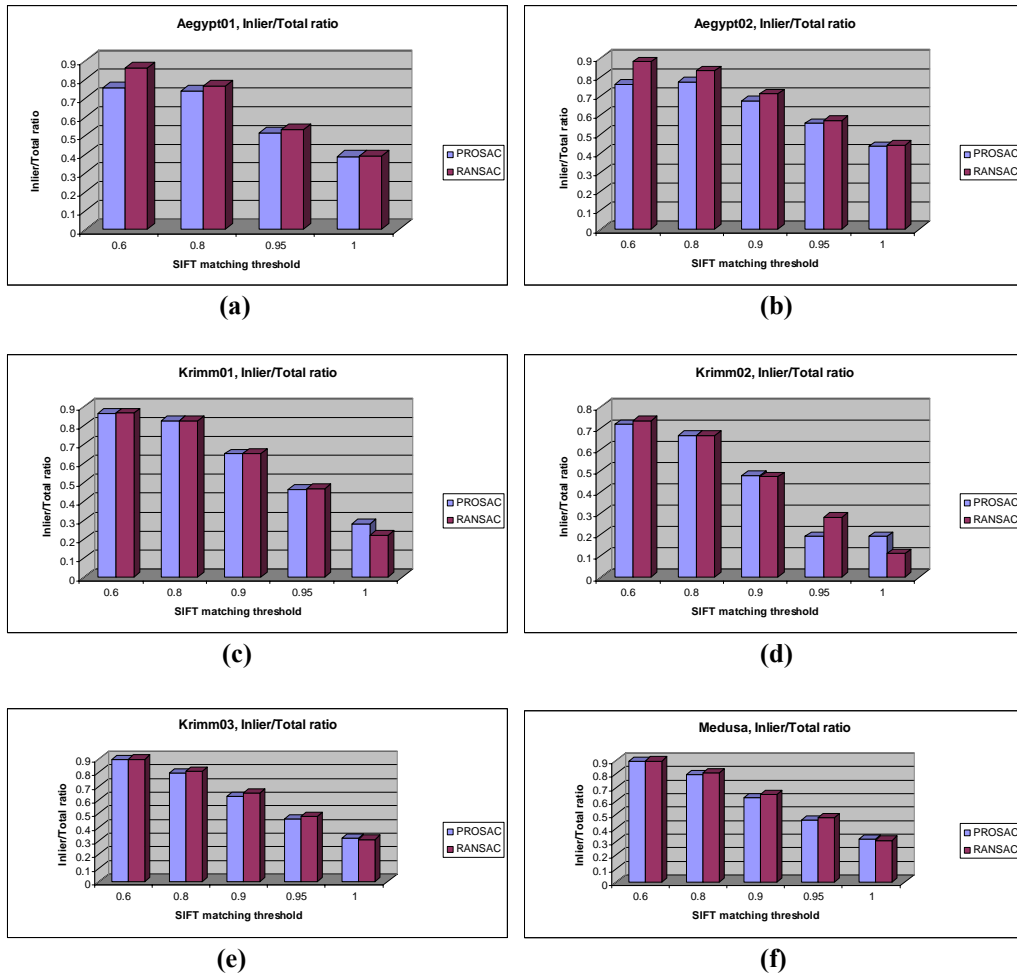 Aegypt01, Inlier/Total ratio
0.9
0.8
0.7
0.6
0.5
0.4
0.3
0.2
0.1
0
Inlier/Total ratio
0.6 0.8 0.95 1
SIFT matching threshold
PROSAC
RANSAC
(a)
Aegypt02, Inlier/Total ratio
0.9
0.8
0.7
0.6
0.5
0.4
0.3
0.2
0.1
0
Inlier/Total ratio
0.6 0.8 0.9 0.95 1
SIFT matching threshold
PROSAC
RANSAC
(b)
Krimm01, Inlier/Total ratio
0.9
0.8
0.7
0.6
0.5
0.4
0.3
0.2
0.1
0
Inlier/Total ratio
0.6 0.8 0.9 0.95 1
SIFT matching threshold
PROSAC
RANSAC
(c)
Krimm02, Inlier/Total ratio
0.8
0.7
0.6
0.5
0.4
0.3
0.2
0.1
0
Inlier/Total ratio
0.6 0.8 0.9 0.95 1
SIFT matching threshold
PROSAC
RANSAC
(d)
Krimm03, Inlier/Total ratio
0.9
0.8
0.7
0.6
0.5
0.4
0.3
0.2
0.1
0
Inlier/Total ratio
0.6 0.8 0.9 0.95 1
SIFT matching threshold
PROSAC
RANSAC
(e)
Medusa, Inlier/Total ratio
0.9
0.8
0.7
0.6
0.5
0.4
0.3
0.2
0.1
0
Inlier/Total ratio
0.6 0.8 0.9 0.95 1
SIFT matching threshold
PROSAC
RANSAC
(f)